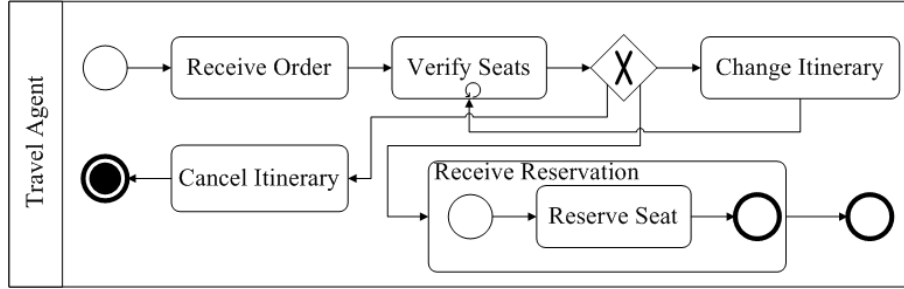 Travel Agent
Receive Order
Verify Seats
X
Change Itinerary
Cancel Itinerary
Receive Reservation
Reserve Seat